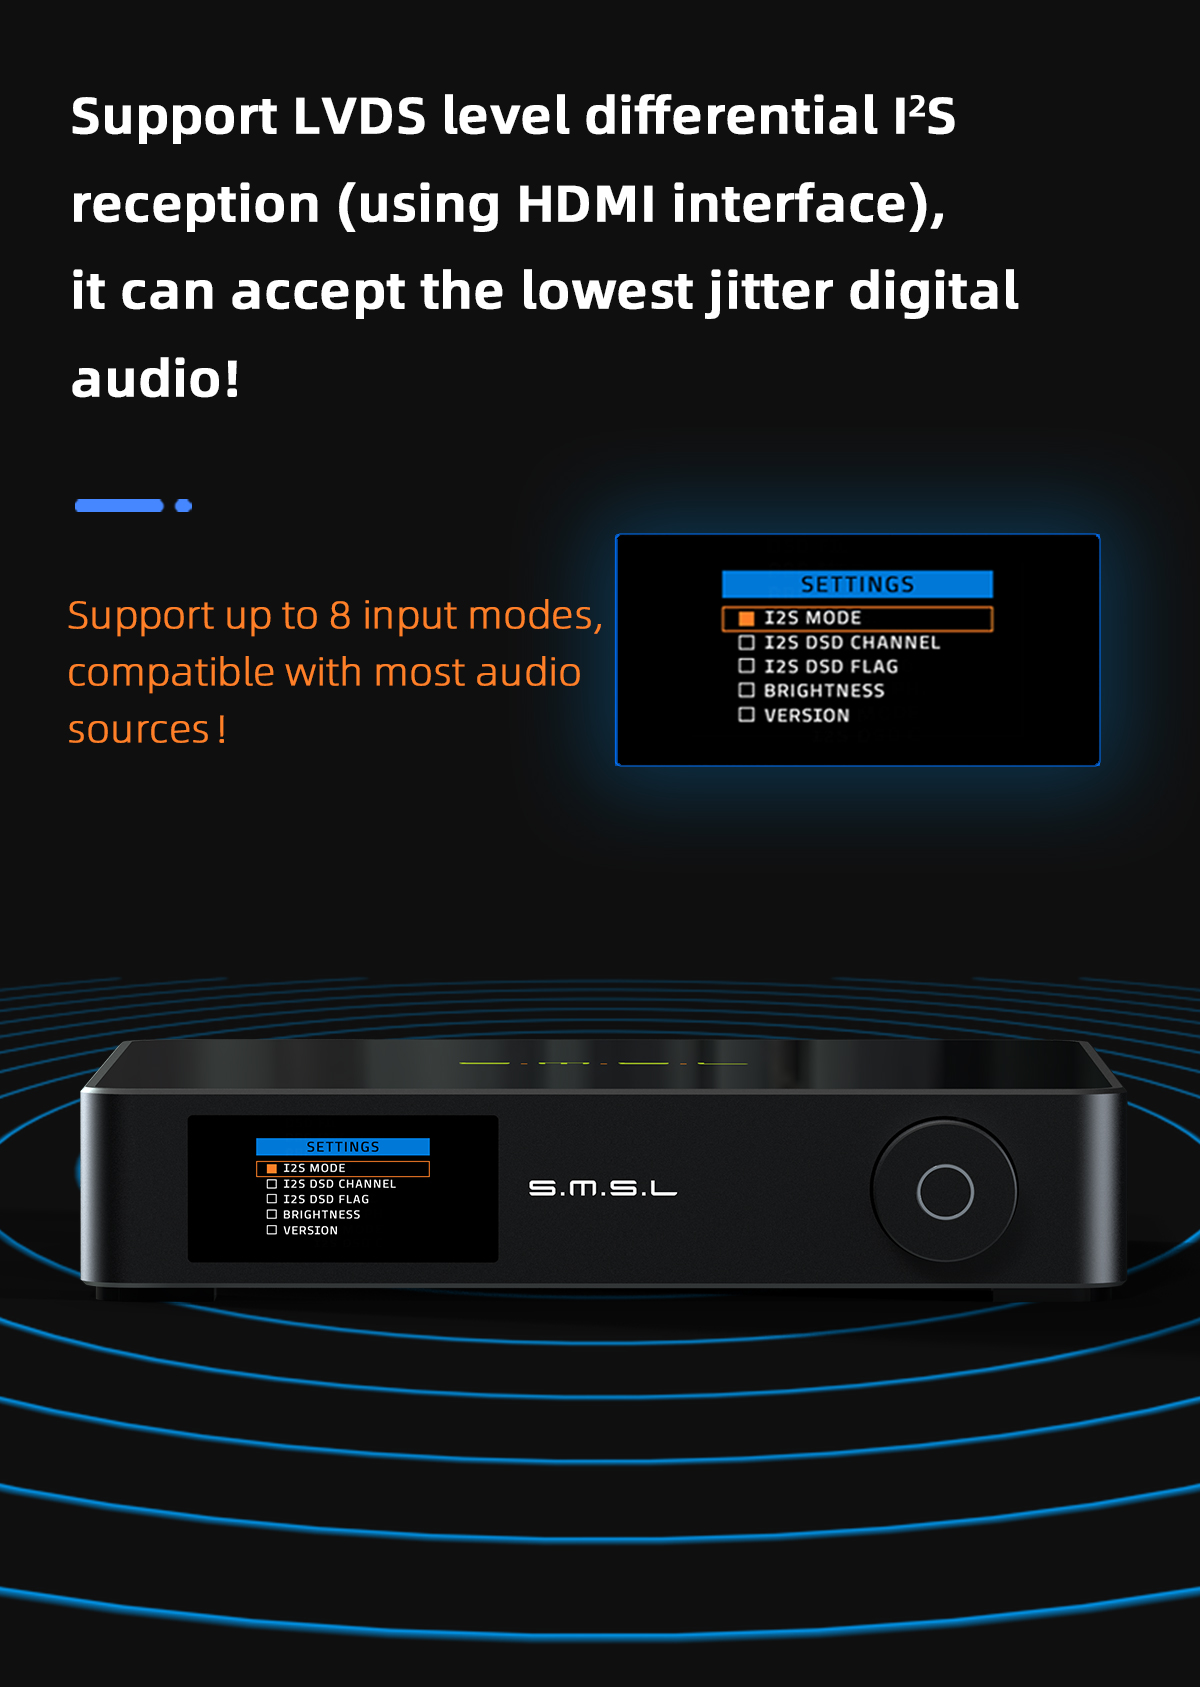 Support LVDS level differential I²S
reception (using HDMI interface),
it can accept the lowest jitter digital
audio!
Support up to 8 input modes,
compatible with most audio
sources!
SETTINGS
I2S MODE
I2S DSD CHANNEL
I2S DSD FLAG
BRIGHTNESS
VERSION
SETTINGS
I2S MODE
I2S DSD CHANNEL
I2S DSD FLAG
BRIGHTNESS
VERSION
S.M.S.L